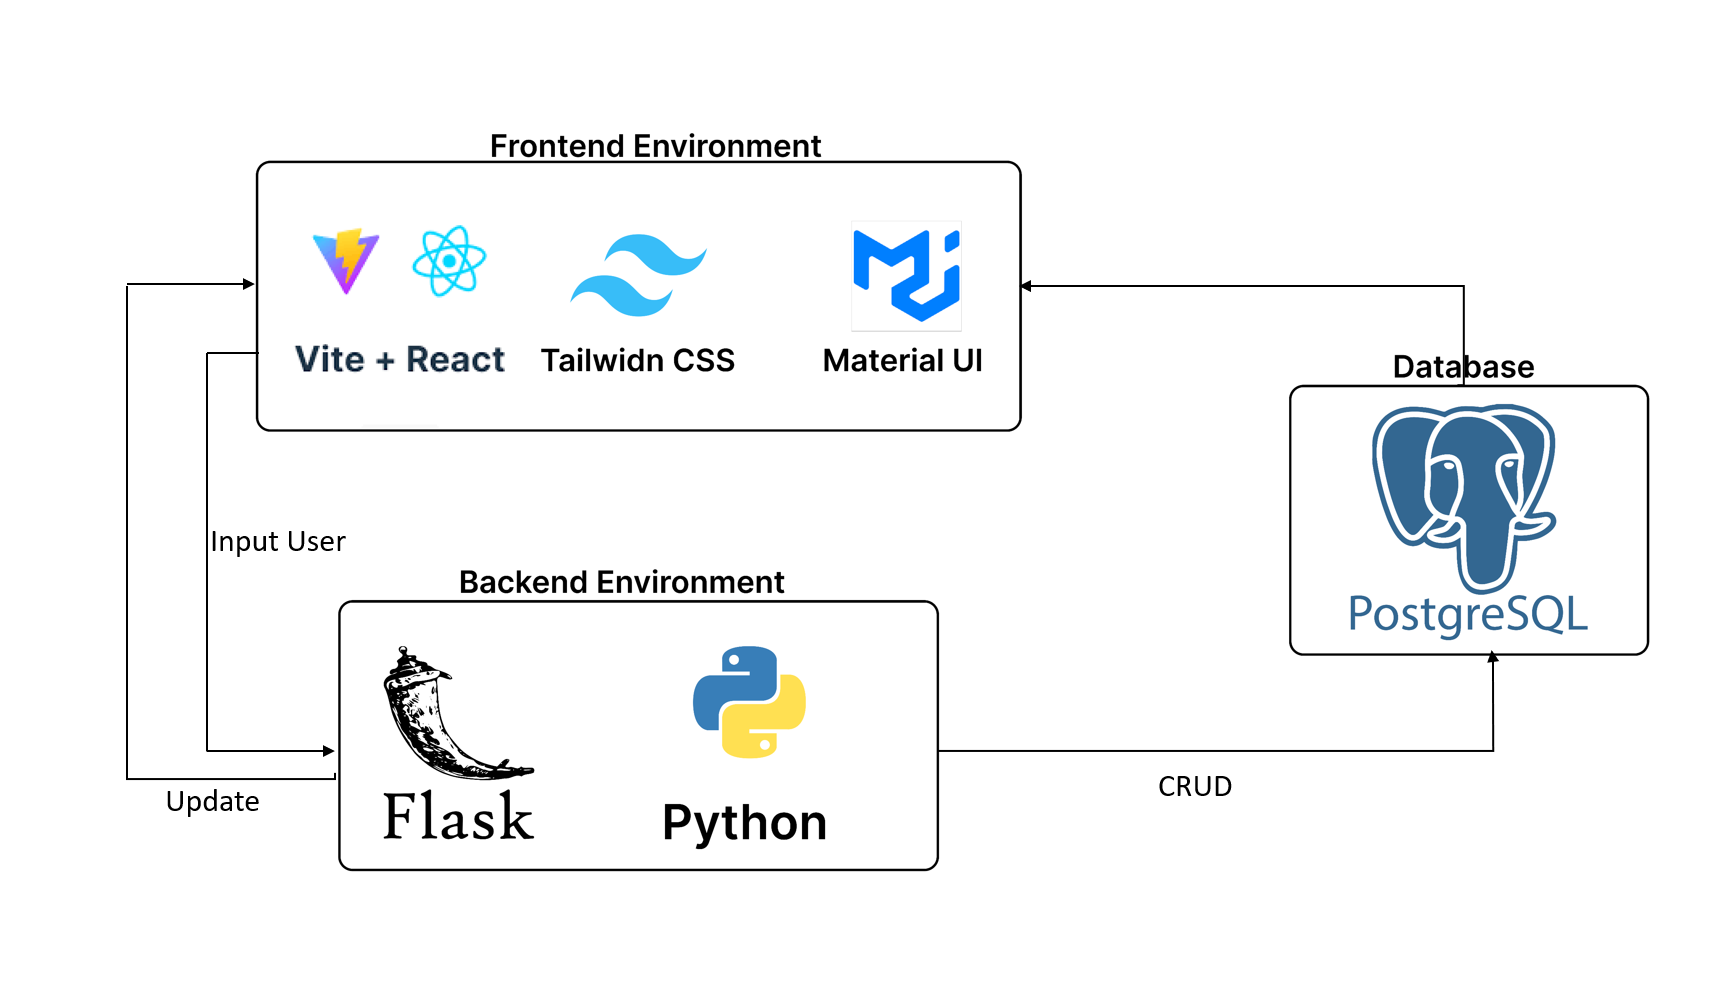 Frontend Environment
Vite + React
Tailwidn CSS
Material UI
Database
PostgreSQL
Input User
Backend Environment
Flask
Python
Update
CRUD